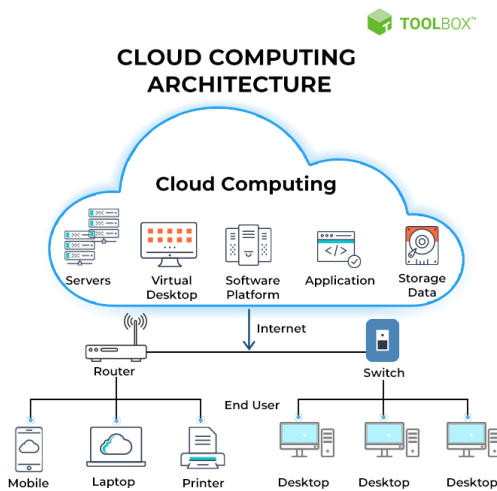 TOOLBOX™
CLOUD COMPUTING
ARCHITECTURE
Cloud Computing
</>
Servers
Virtual
Desktop
Software
Platform
Application
Storage
Data
Internet
Router
Switch
End User
Mobile
Laptop
Printer
Desktop
Desktop
Desktop